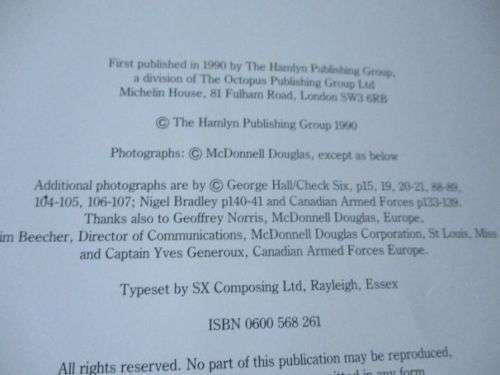 First published in 1990 by The Hamlyn Publishing Group,
a division of The Octopus Publishing Group Ltd
Michelin House, 81 Fulham Road, London SW3 6RB
© The Hamlyn Publishing Group 1990
Photographs: © McDonnell Douglas, except as below
Additional photographs are by © George Hall/Check Six, p15, 19, 20-21, 88-89,
104-105, 106-107; Nigel Bradley p140-41 and Canadian Armed Forces p133-139.
Thanks also to Geoffrey Norris, McDonnell Douglas, Europe,
im Beecher, Director of Communications, McDonnell Douglas Corporation, St Louis, Miss
and Captain Yves Generoux, Canadian Armed Forces Europe.
Typeset by SX Composing Ltd, Rayleigh, Essex
ISBN 0600 568 261
All rights reserved. No part of this publication may be reproduced,
in any form